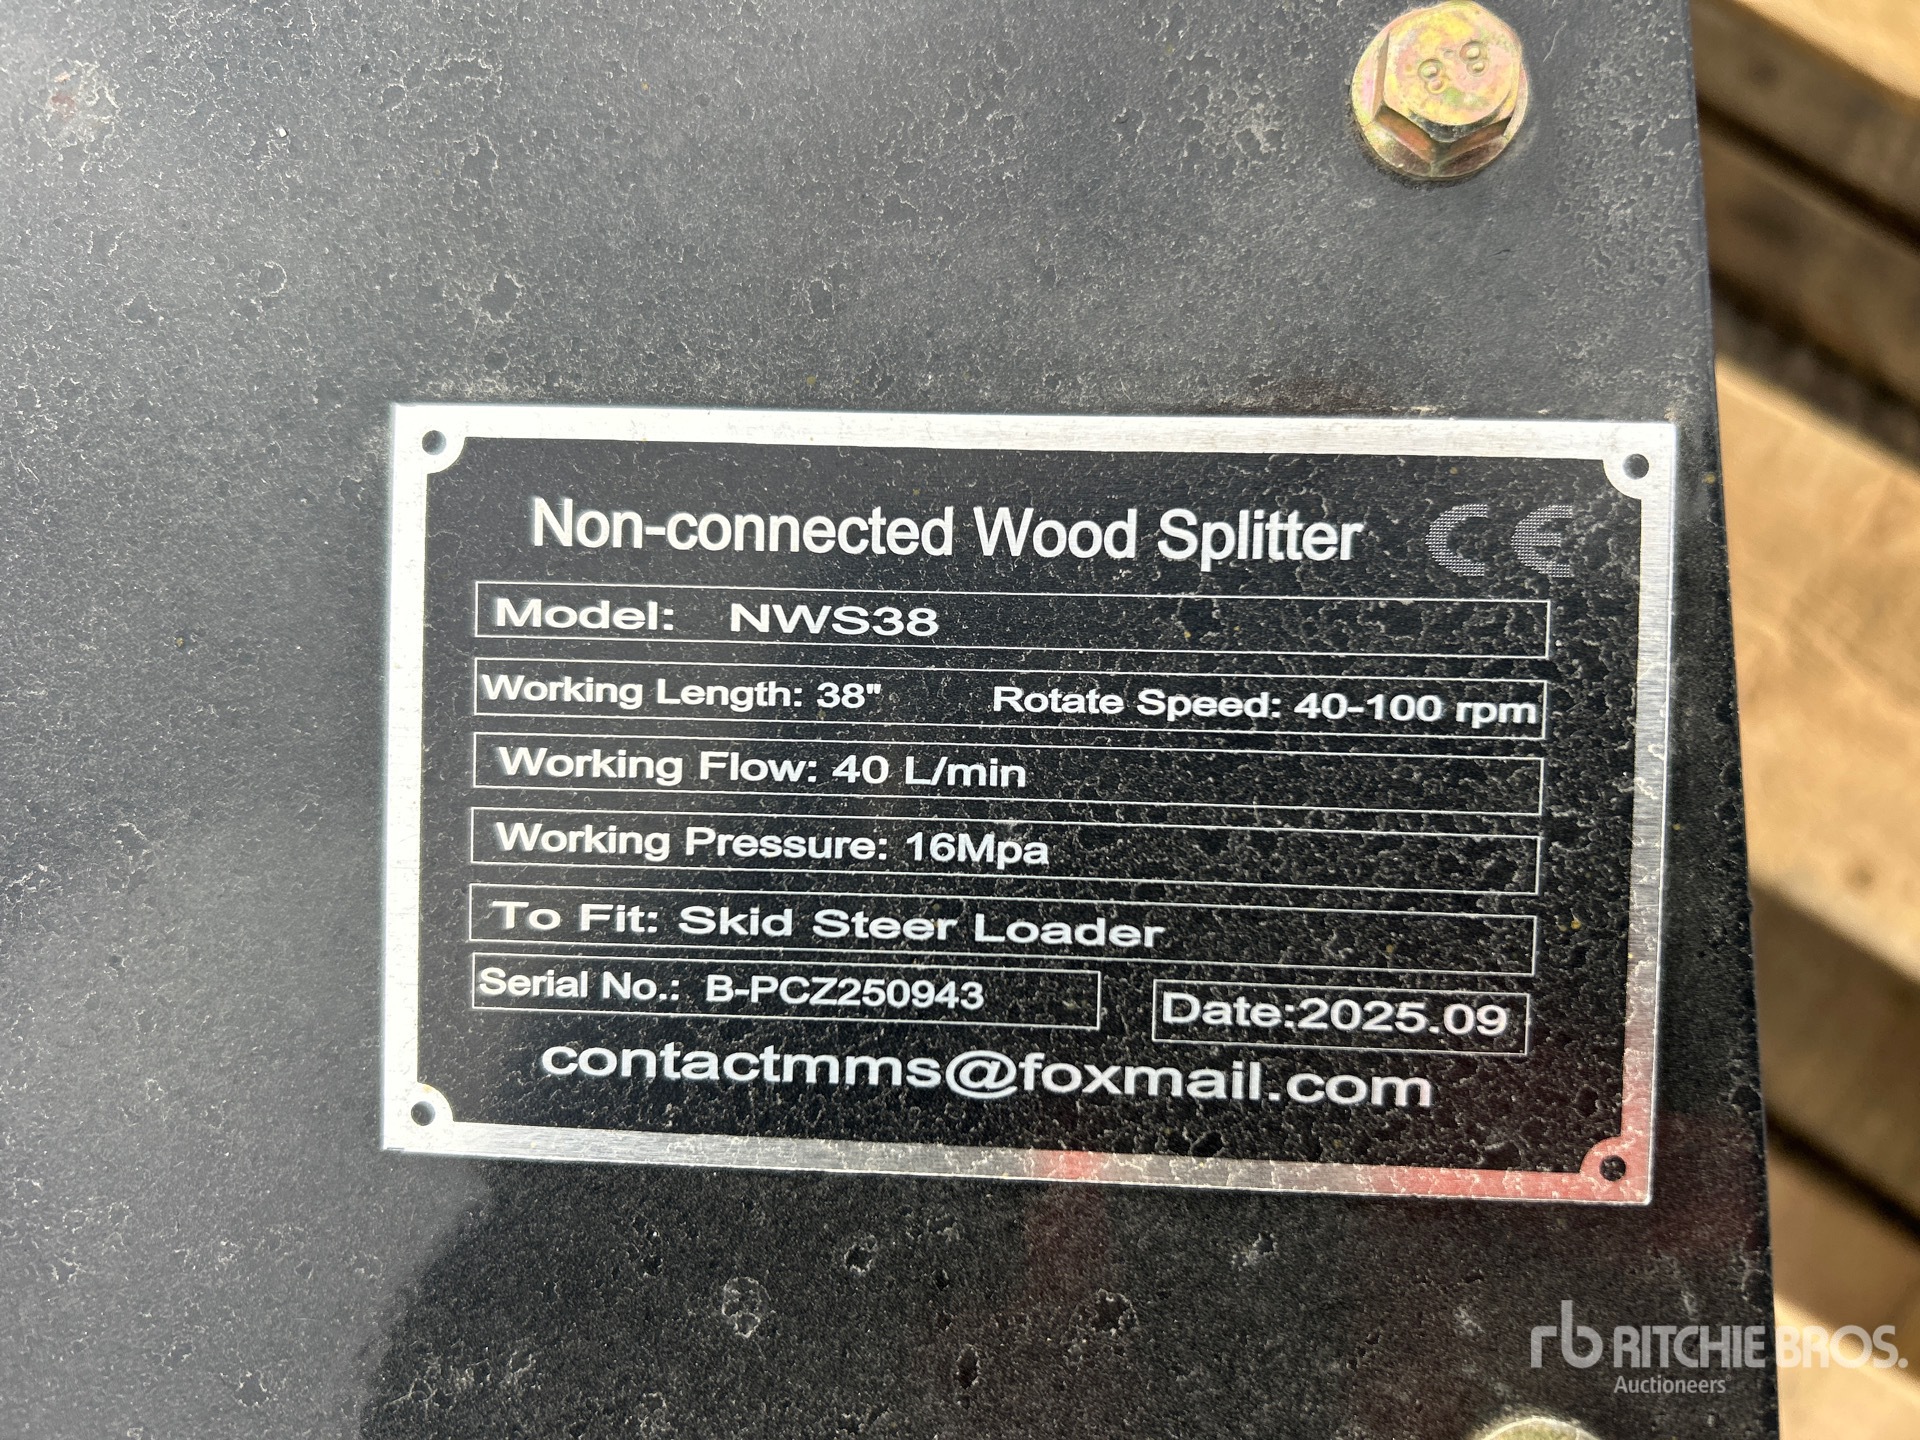 8 8
Non-connected Wood Splitter CE
Model: NWS38
Working Length: 38" Rotate Speed: 40-100 rpm
Working Flow: 40 L/min
Working Pressure: 16Mpa
To Fit: Skid Steer Loader
Serial No.: B-PCZ250943 Date:2025.09
contactmms@foxmail.com
rb RITCHIE BROS.
Auctioneers